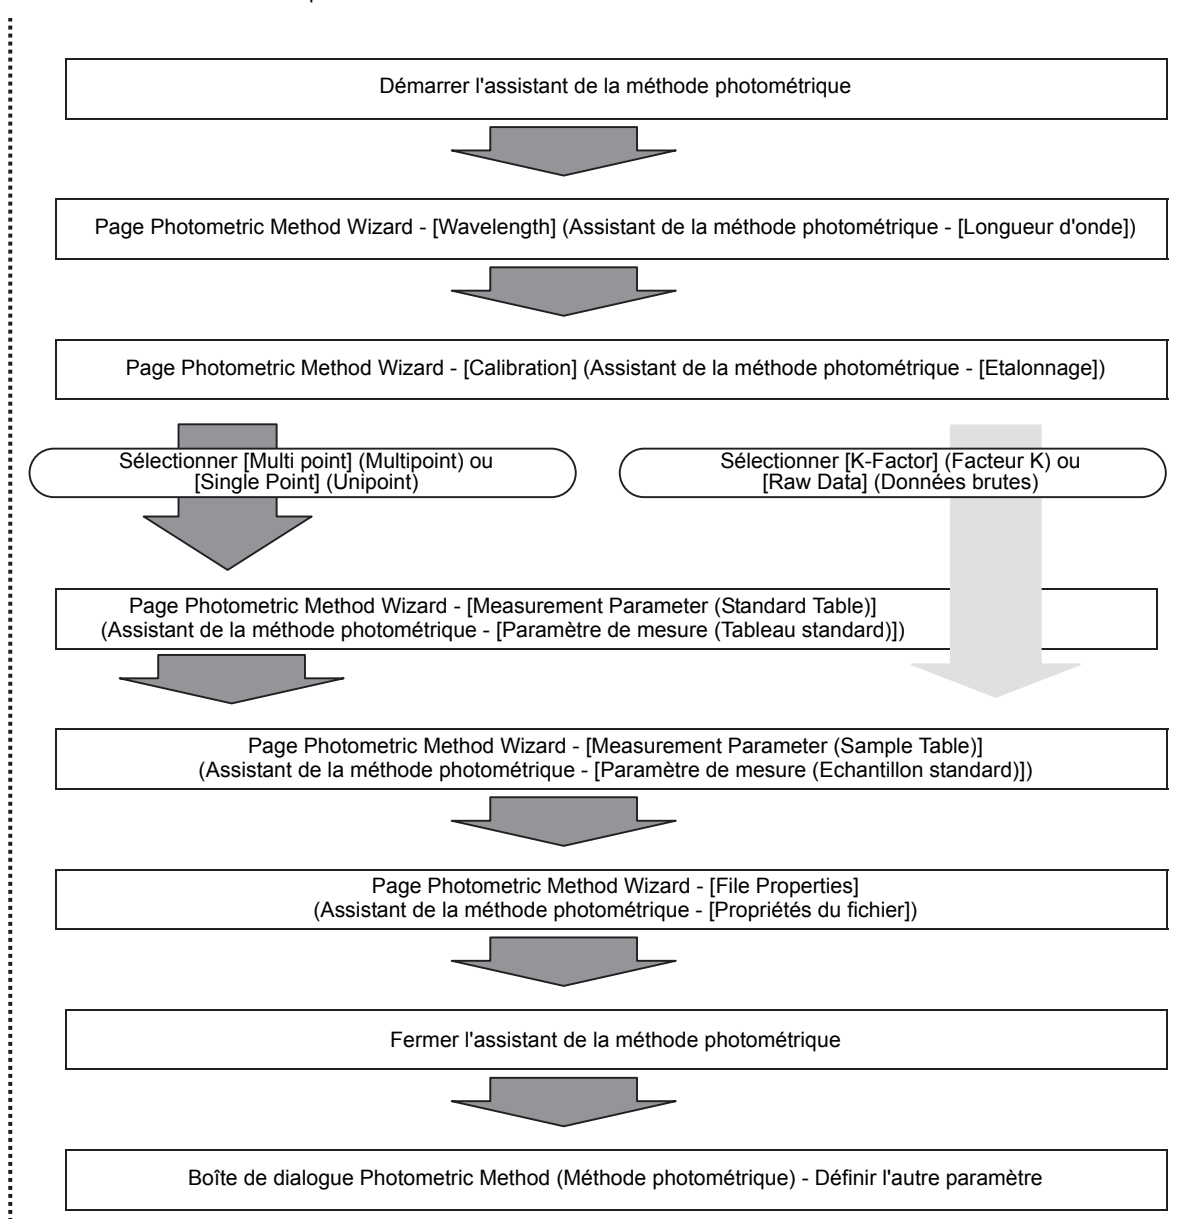 Démarrer l'assistant de la méthode photométrique
Page Photometric Method Wizard - [Wavelength] (Assistant de la méthode photométrique - [Longueur d'onde])
Page Photometric Method Wizard - [Calibration] (Assistant de la méthode photométrique - [Etalonnage])
Sélectionner [Multi point] (Multipoint) ou
[Single Point] (Unipoint)
Sélectionner [K-Factor] (Facteur K) ou
[Raw Data] (Données brutes)
Page Photometric Method Wizard - [Measurement Parameter (Standard Table)]
(Assistant de la méthode photométrique - [Paramètre de mesure (Tableau standard)])
Page Photometric Method Wizard - [Measurement Parameter (Sample Table)]
(Assistant de la méthode photométrique - [Paramètre de mesure (Echantillon standard)])
Page Photometric Method Wizard - [File Properties]
(Assistant de la méthode photométrique - [Propriétés du fichier])
Fermer l'assistant de la méthode photométrique
Boîte de dialogue Photometric Method (Méthode photométrique) - Définir l'autre paramètre